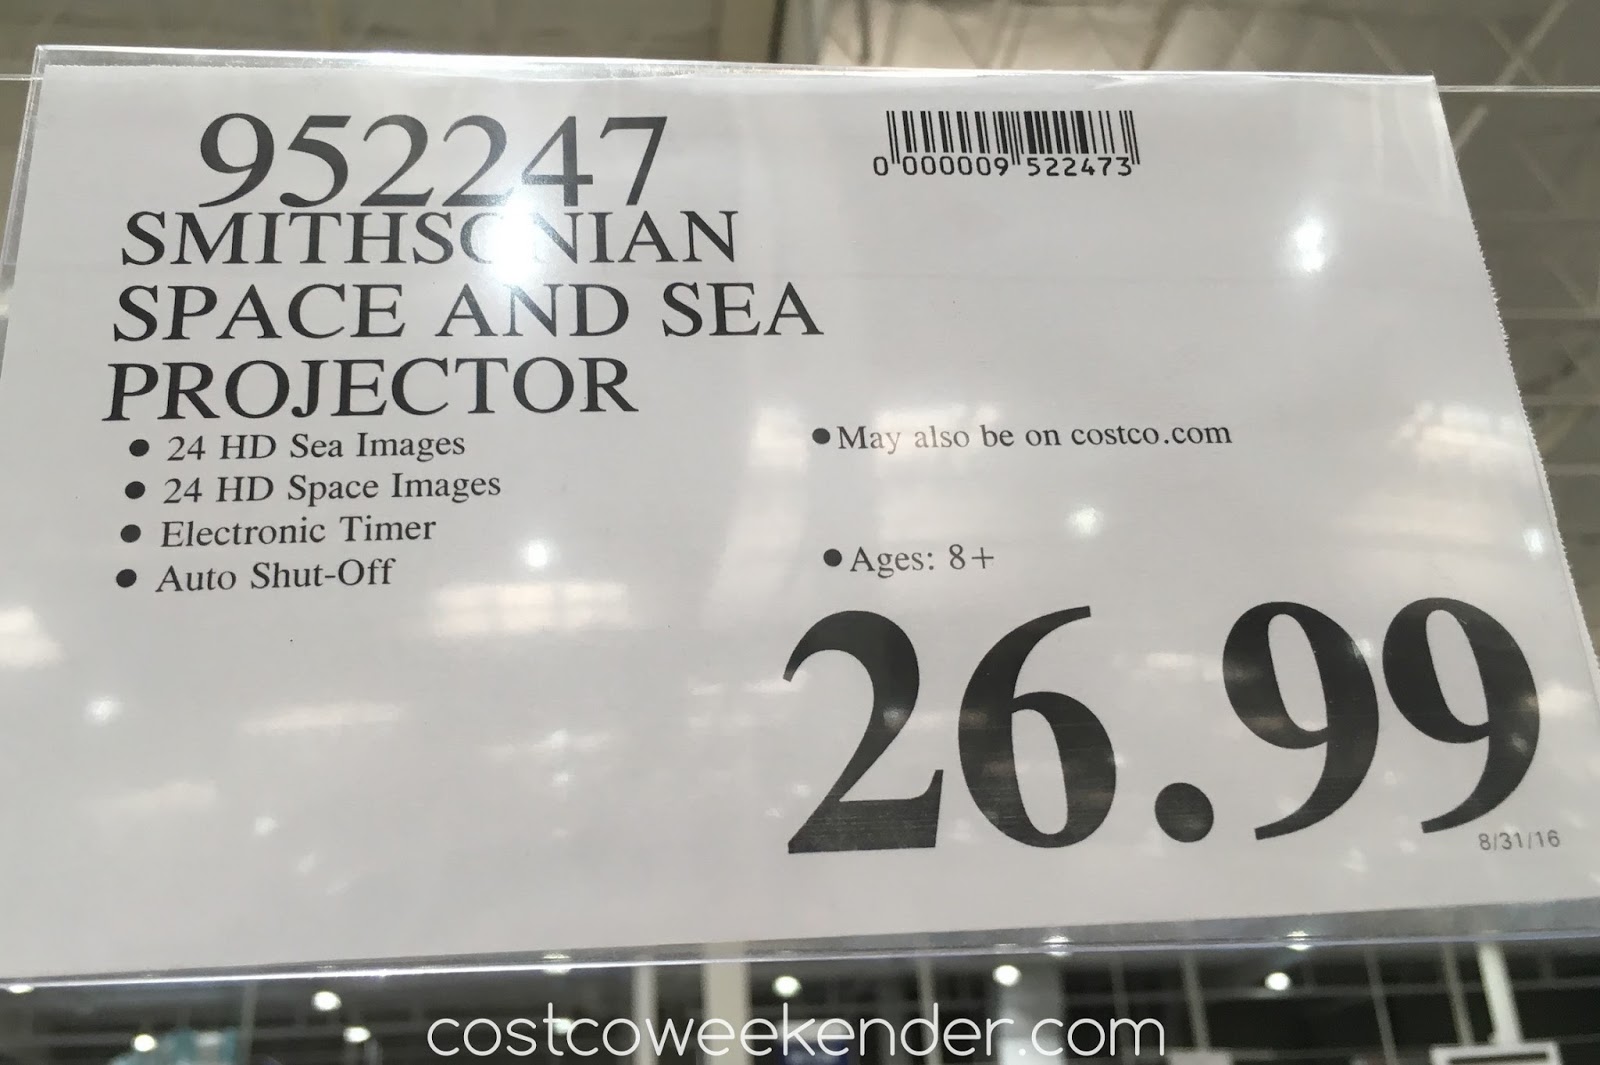 952247
SMITHSONIAN
SPACE AND SEA
PROJECTOR
• 24 HD Sea Images
• 24 HD Space Images
• Electronic Timer
• Auto Shut-Off
0 000009 522473
• May also be on costco.com
• Ages: 8+
26.99
8/31/16
costcoweekender.com